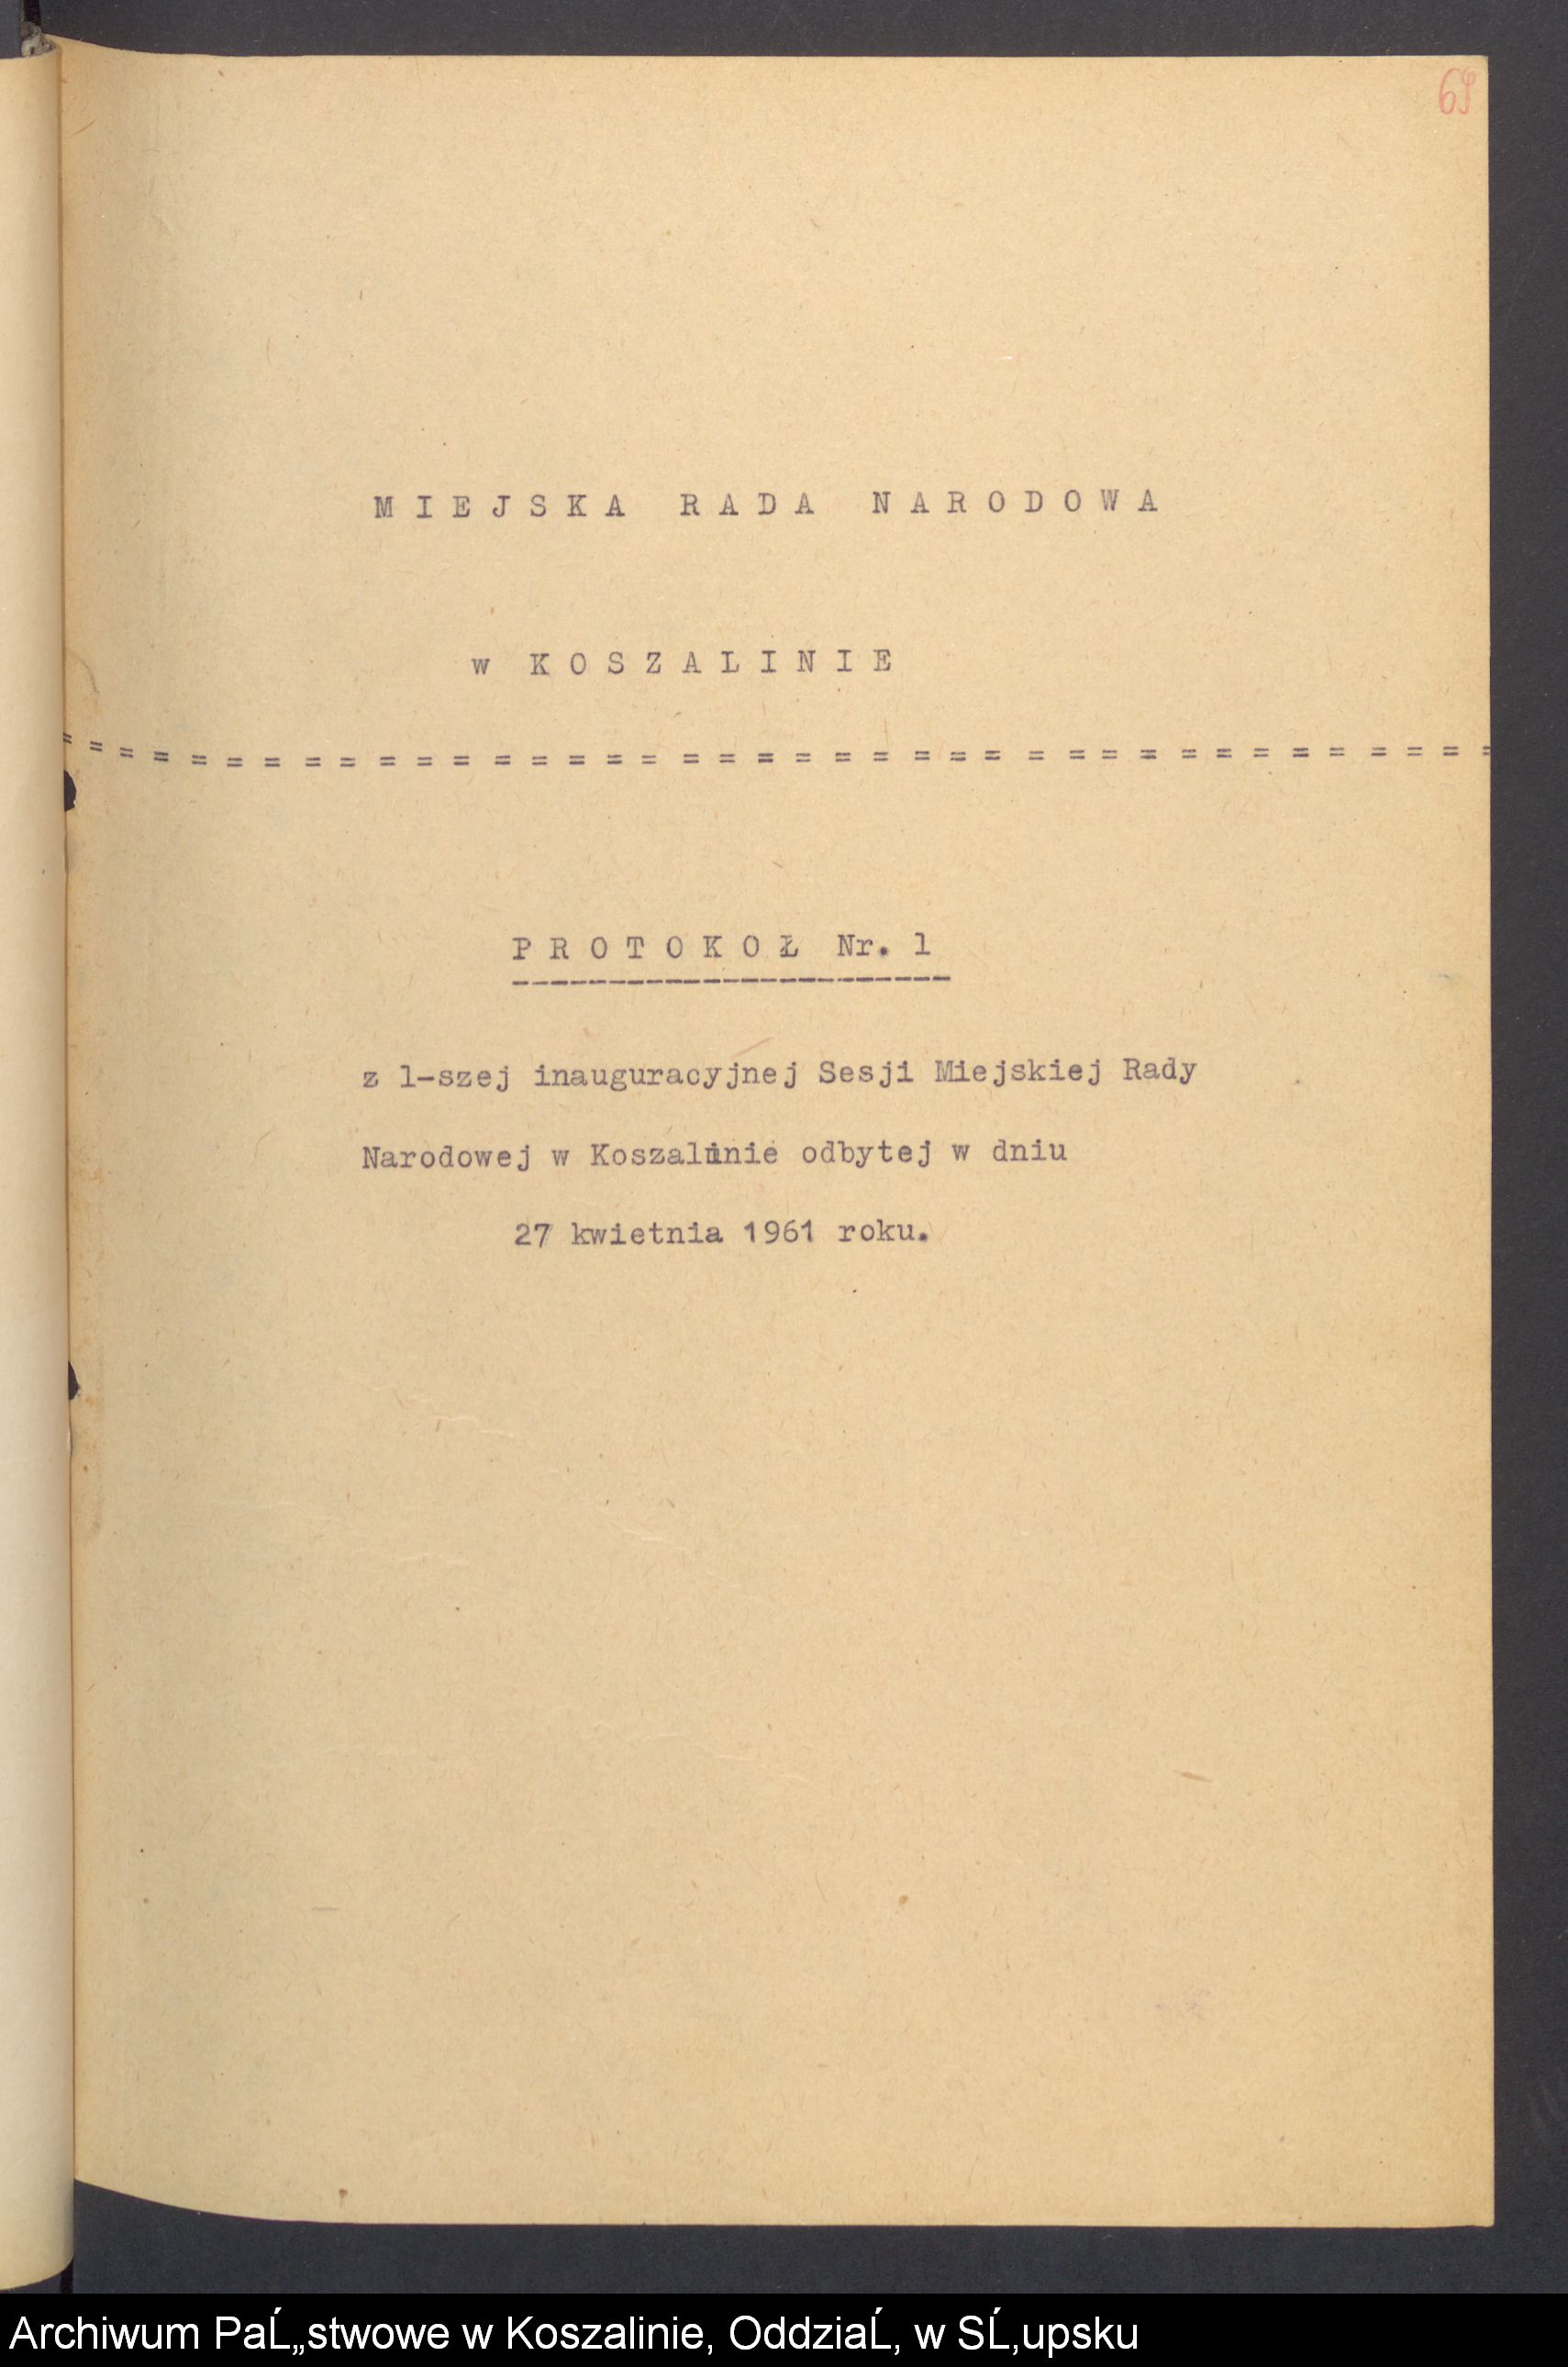 69
M I E J S K A R A D A N A R O D O W A
w K O S Z A L I N I E
= = = = = = = = = = = = = = = = = = = = = = = = = = = = = = = = = = = = = =
P R O T O K O Ł Nr. 1
-----------------------
z 1-szej inauguracyjnej Sesji Miejskiej Rady
Narodowej w Koszalinie odbytej w dniu
27 kwietnia 1961 roku.
Archiwum PaĹ„stwowe w Koszalinie, OddziaĹ‚ w SĹ‚upsku